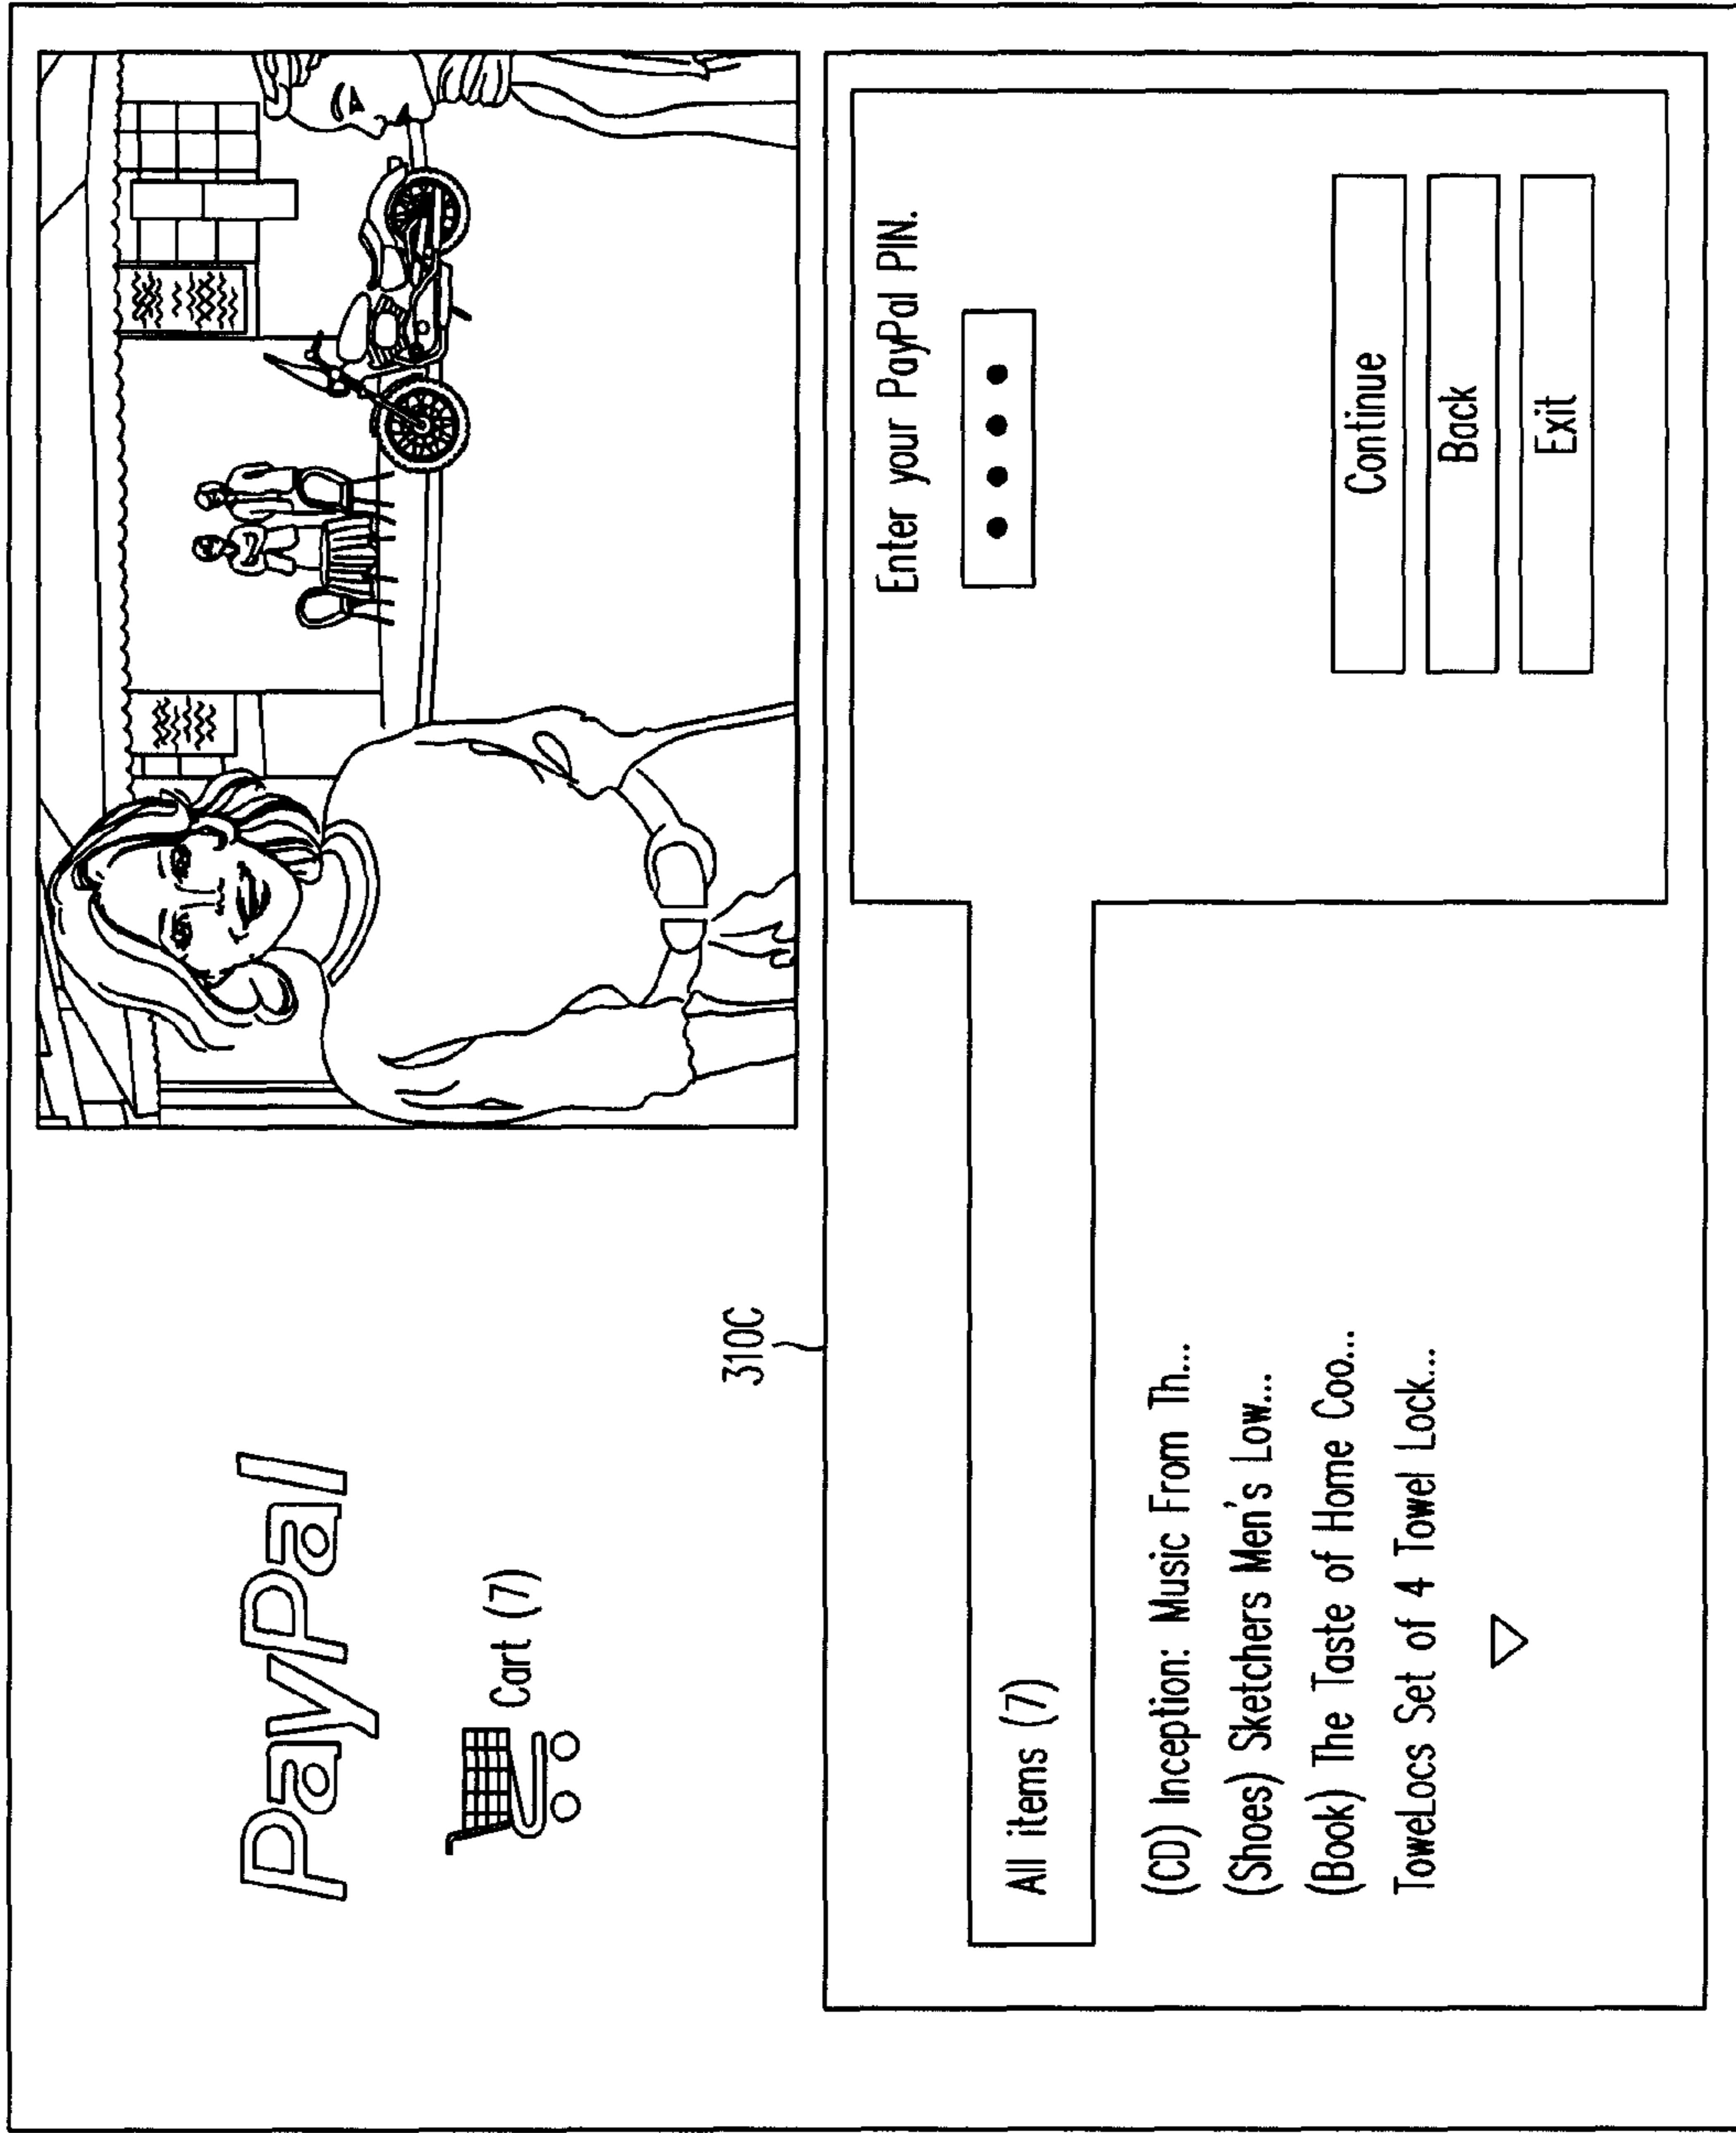 PayPal
Cart (7)
310C
All items (7)
(CD) Inception: Music From Th...
(Shoes) Sketchers Men's Low...
(Book) The Taste of Home Coo...
ToweLocs Set of 4 Towel Lock...
Enter your PayPal PIN.
Continue
Back
Exit